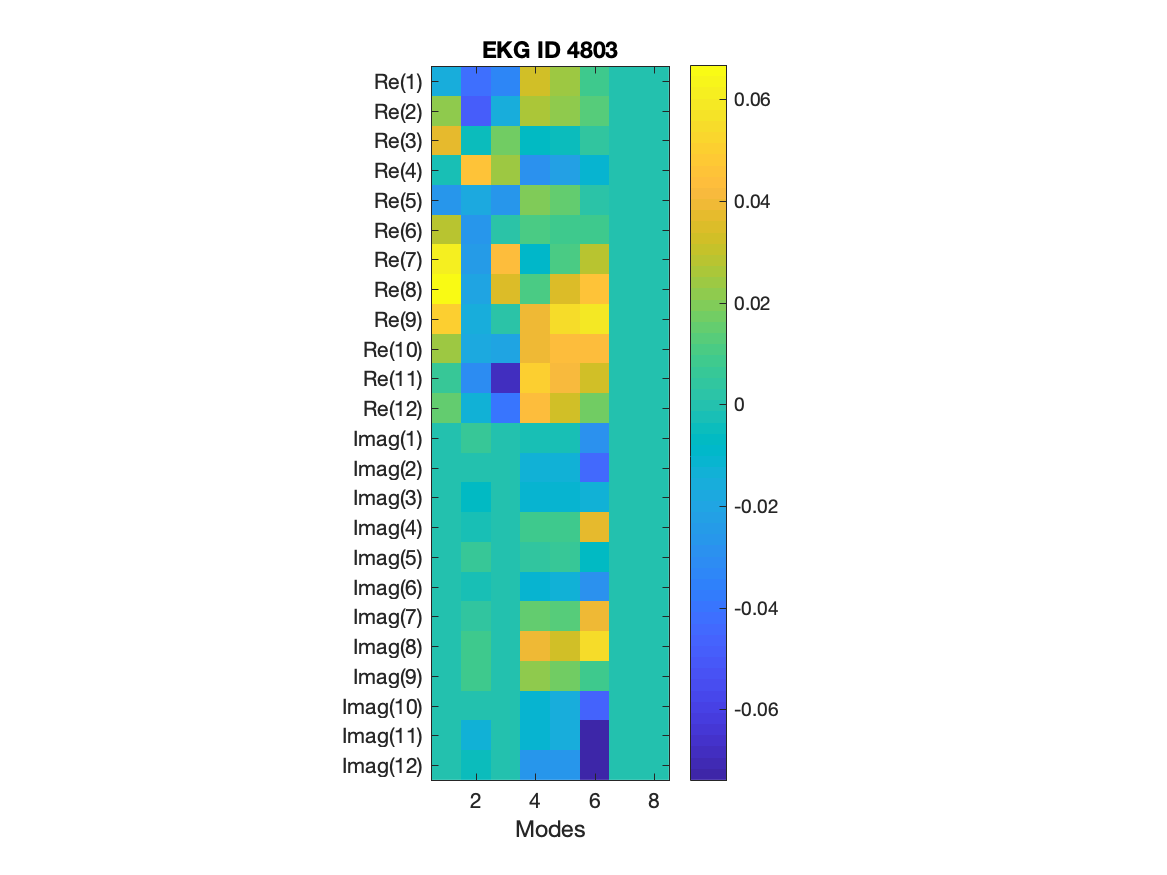 EKG ID 4803
Re(1)
Re(2)
Re(3)
Re(4)
Re(5)
Re(6)
Re(7)
Re(8)
Re(9)
Re(10)
Re(11)
Re(12)
Imag(1)
Imag(2)
Imag(3)
Imag(4)
Imag(5)
Imag(6)
Imag(7)
Imag(8)
Imag(9)
Imag(10)
Imag(11)
Imag(12)
2 4 6 8
Modes
0.06
0.04
0.02
0
-0.02
-0.04
-0.06